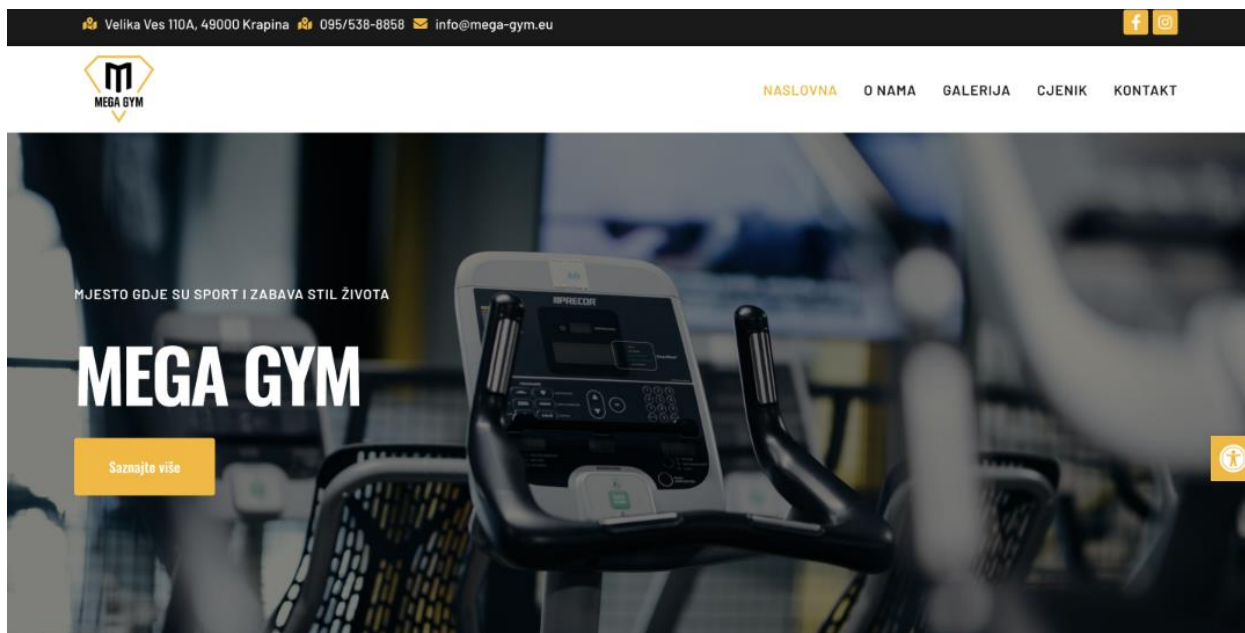 Velika Ves 110A, 49000 Krapina 095/538-8858 info@mega-gym.eu
M
MEGA GYM
NASLOVNA O NAMA GALERIJA CJENIK KONTAKT
MJESTO GDJE SU SPORT I ZABAVA STIL ŽIVOTA
MEGA GYM
Saznajte više
PRECOR